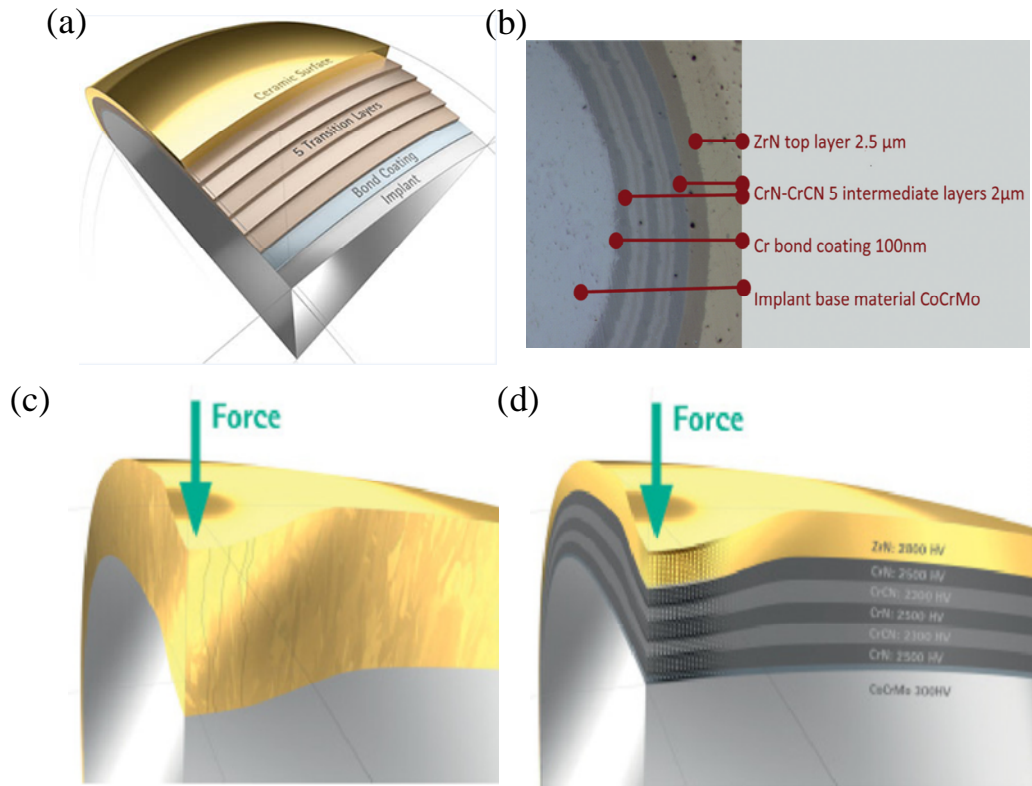 (a)
Ceramic Surface
5 Transition Layers
Bond Coating
Implant
(b)
ZrN top layer 2.5 μm
CrN-CrCN 5 intermediate layers 2μm
Cr bond coating 100nm
Implant base material CoCrMo
(c)
Force
(d)
Force
ZrN: 2800 HV
CrN: 2500 HV
CrCN: 2300 HV
CrN: 2500 HV
CrCN: 2300 HV
CrN: 2500 HV
CoCrMo 300HV